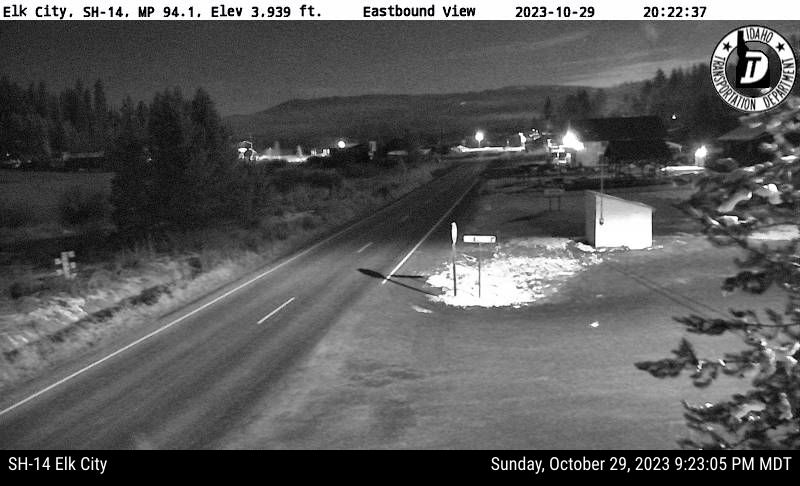 Elk City, SH-14, MP 94.1, Elev 3,939 ft. Eastbound View 2023-10-29 20:22:37
IDAHO
TRANSPORTATION DEPARTMENT
SH-14 Elk City Sunday, October 29, 2023 9:23:05 PM MDT